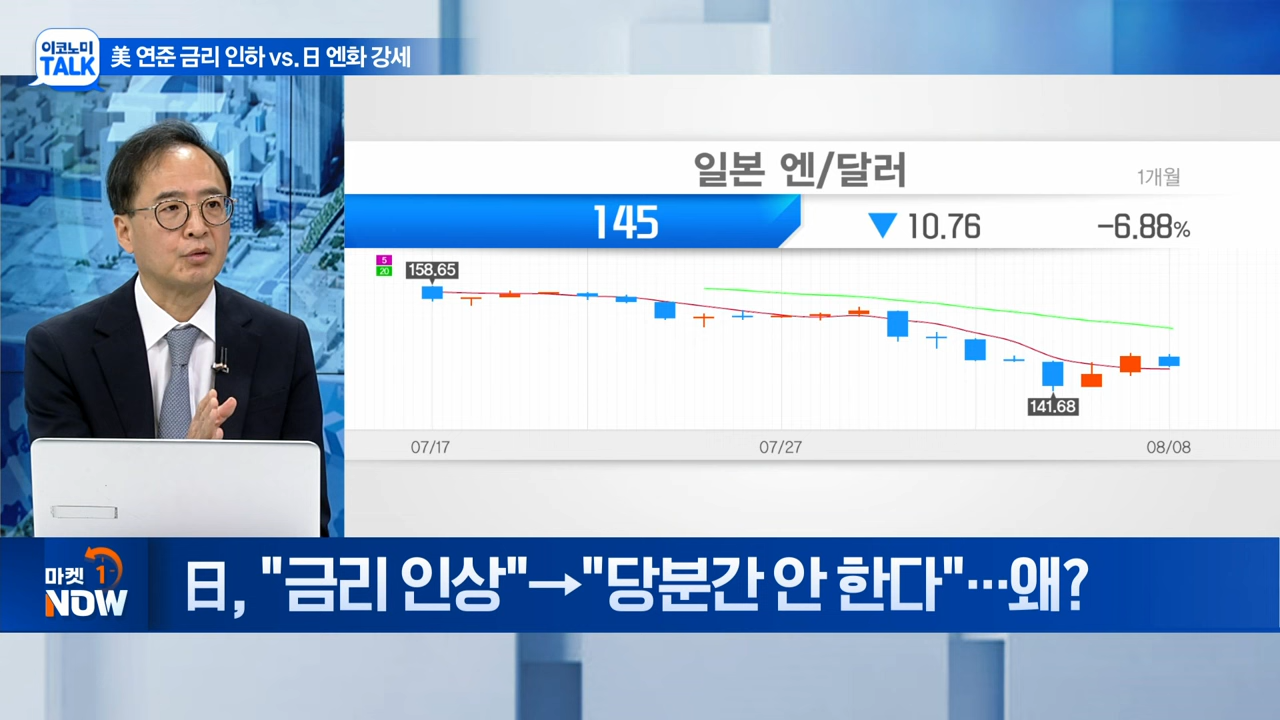 이코노미
TALK
美 연준 금리 인하 vs. 日 엔화 강세
일본 엔/달러
1개월
145
▼ 10.76
-6.88%
5
20
158.65
141.68
07/17
07/27
08/08
마켓 1
NOW
日, "금리 인상"→"당분간 안 한다"…왜?